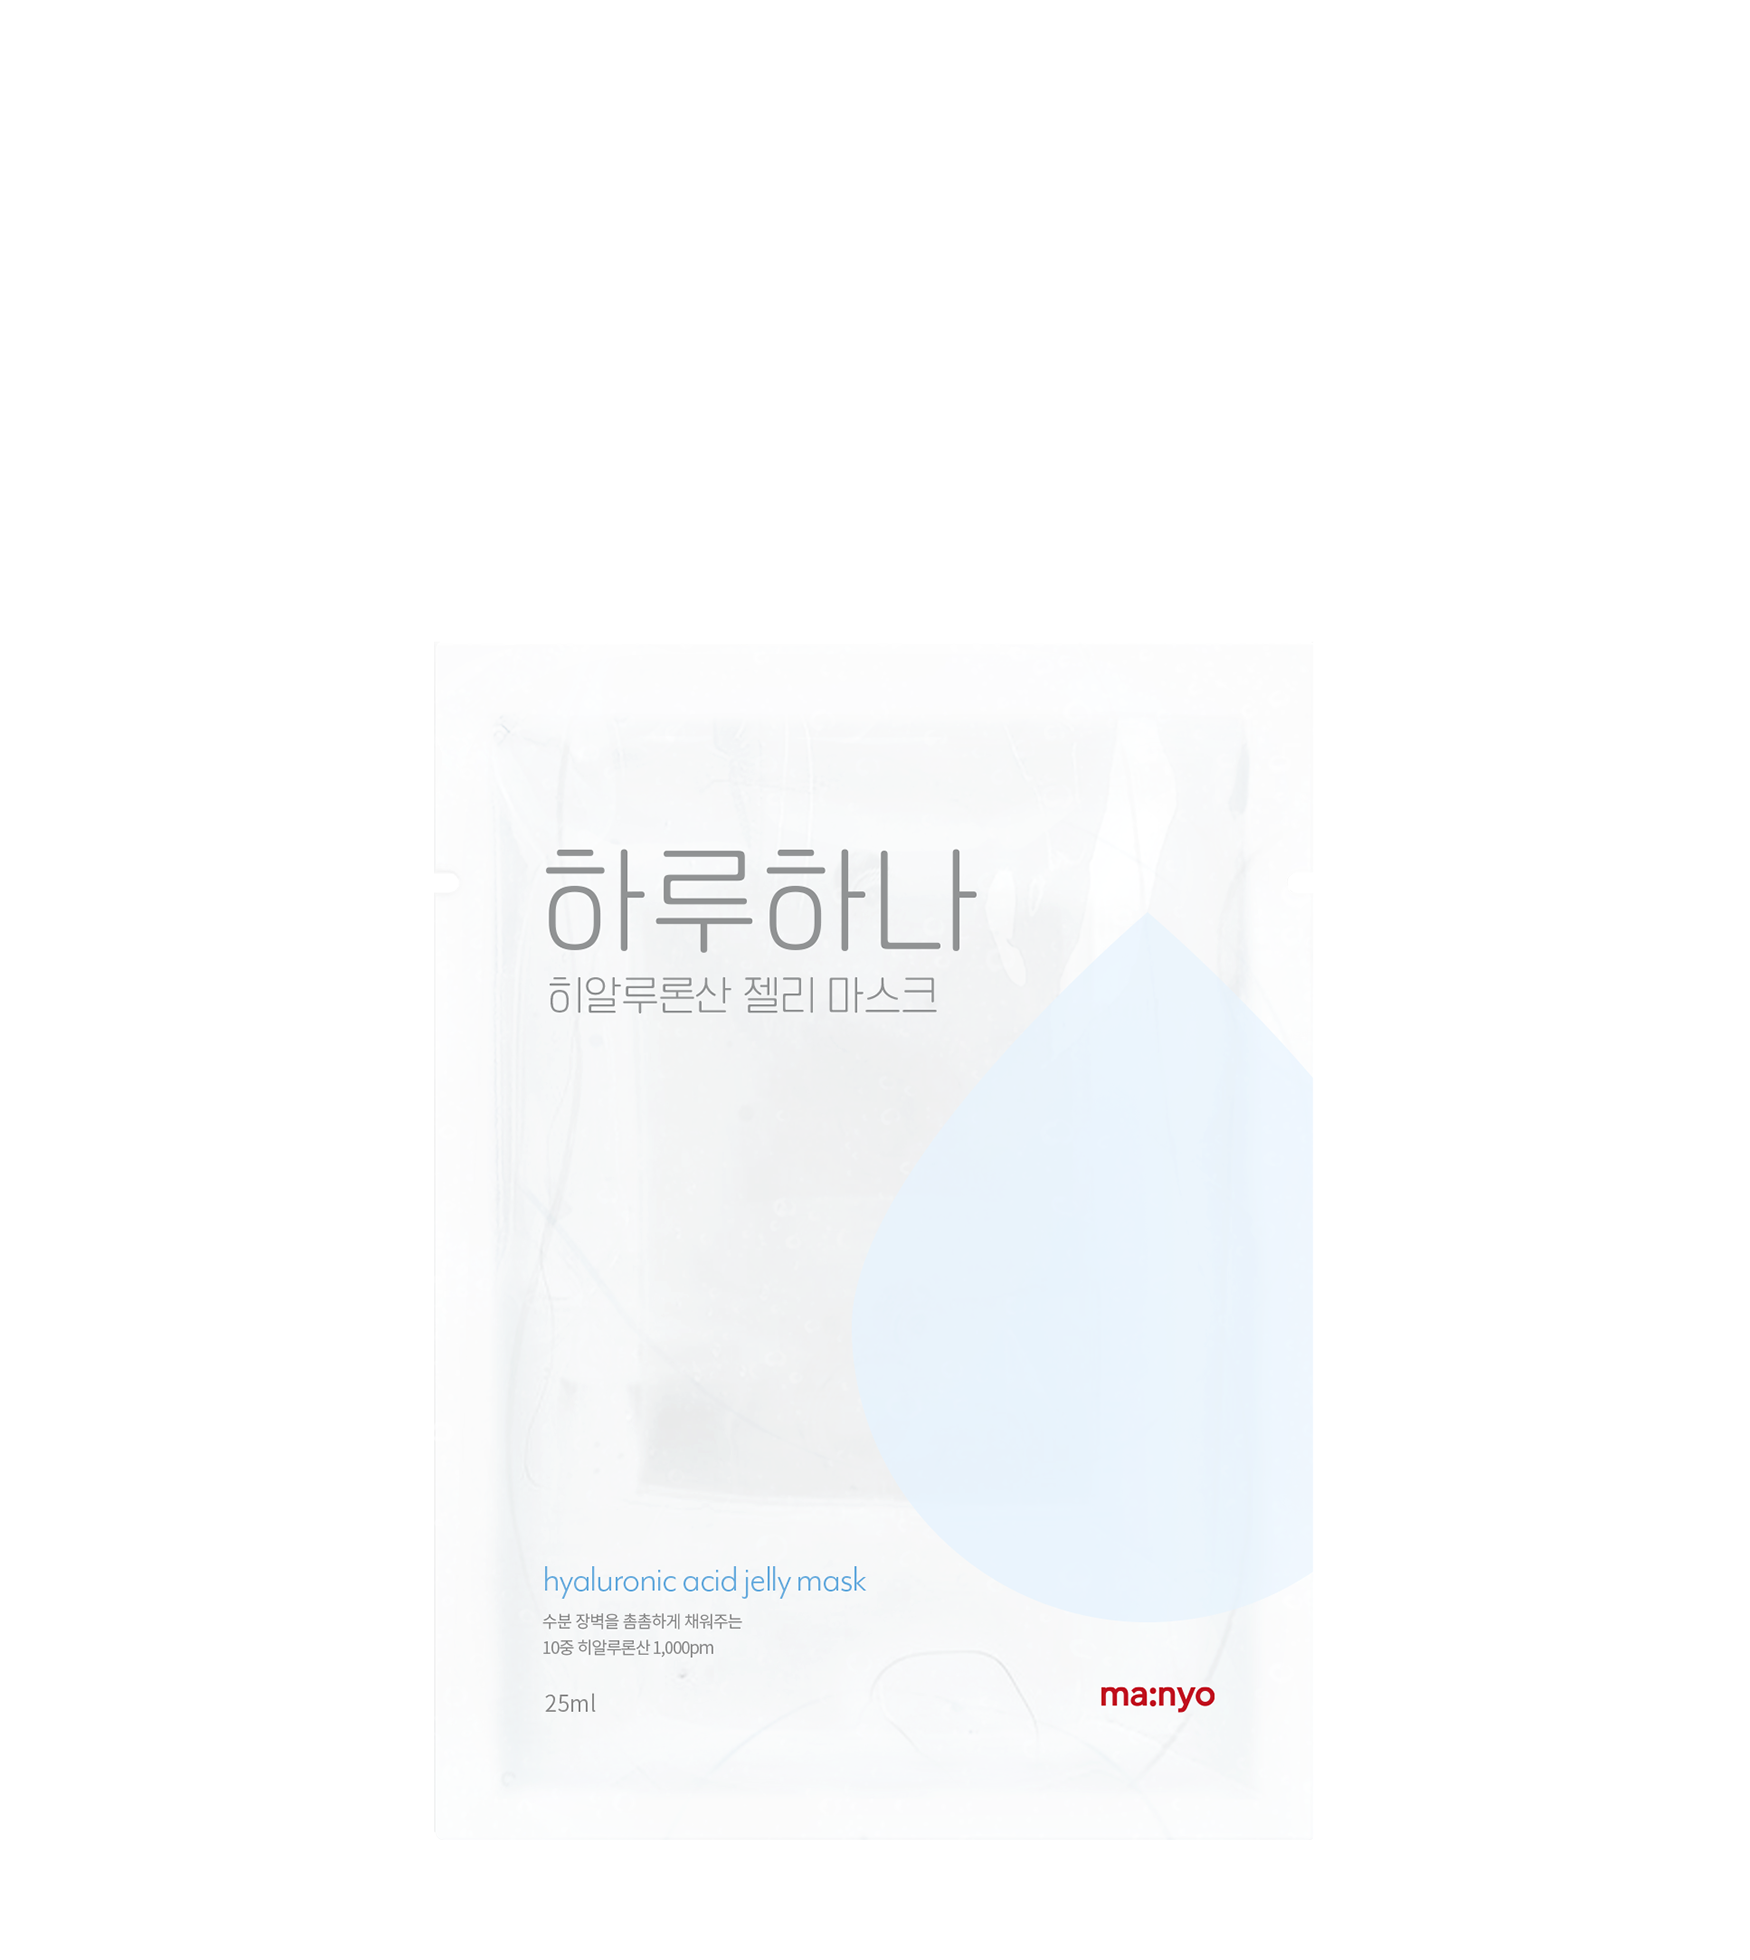 하루하나
히알루론산 젤리 마스크
hyaluronic acid jelly mask
수분 장벽을 촘촘하게 채워주는
10중 히알루론산 1,000pm
25ml
ma:nyo